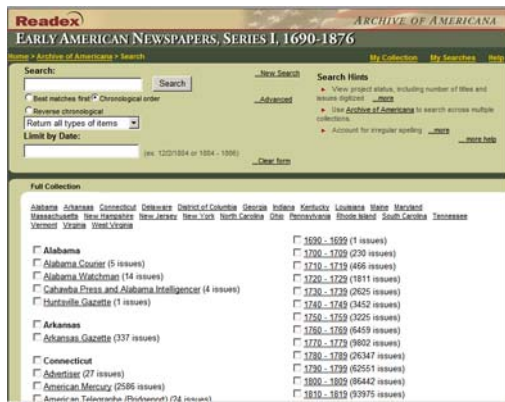 Readex
ARCHIVE OF AMERICANA
EARLY AMERICAN NEWSPAPERS, SERIES I, 1690-1876
Home > Archive of Americana > Search
My Collection My Searches Help
Search:
Search
Best matches first Chronological order
Reverse chronological
Return all types of items
Limit by Date:
(ex. 12/2/1884 or 1884 - 1886)
...New Search
...Advanced
...Clear form
Search Hints
View project status, including number of titles and
issues digitized ...more
Use Archive of Americana to search across multiple
collections.
Account for irregular spelling ...more
...more help
Full Collection
Alabama Arkansas Connecticut Delaware District of Columbia Georgia Indiana Kentucky Louisiana Maine Maryland
Massachusetts New Hampshire New Jersey New York North Carolina Ohio Pennsylvania Rhode Island South Carolina Tennessee
Vermont Virginia West Virginia
Alabama
Alabama Courier (5 issues)
Alabama Watchman (14 issues)
Cahawba Press and Alabama Intelligencer (4 issues)
Huntsville Gazette (1 issues)
Arkansas
Arkansas Gazette (337 issues)
Connecticut
Advertiser (27 issues)
American Mercury (2586 issues)
American Telegraphe (Bridgeport) (24 issues)
1690 - 1699 (1 issues)
1700 - 1709 (230 issues)
1710 - 1719 (466 issues)
1720 - 1729 (1811 issues)
1730 - 1739 (2625 issues)
1740 - 1749 (3452 issues)
1750 - 1759 (3225 issues)
1760 - 1769 (6459 issues)
1770 - 1779 (9802 issues)
1780 - 1789 (26347 issues)
1790 - 1799 (62551 issues)
1800 - 1809 (86442 issues)
1810 - 1819 (93975 issues)